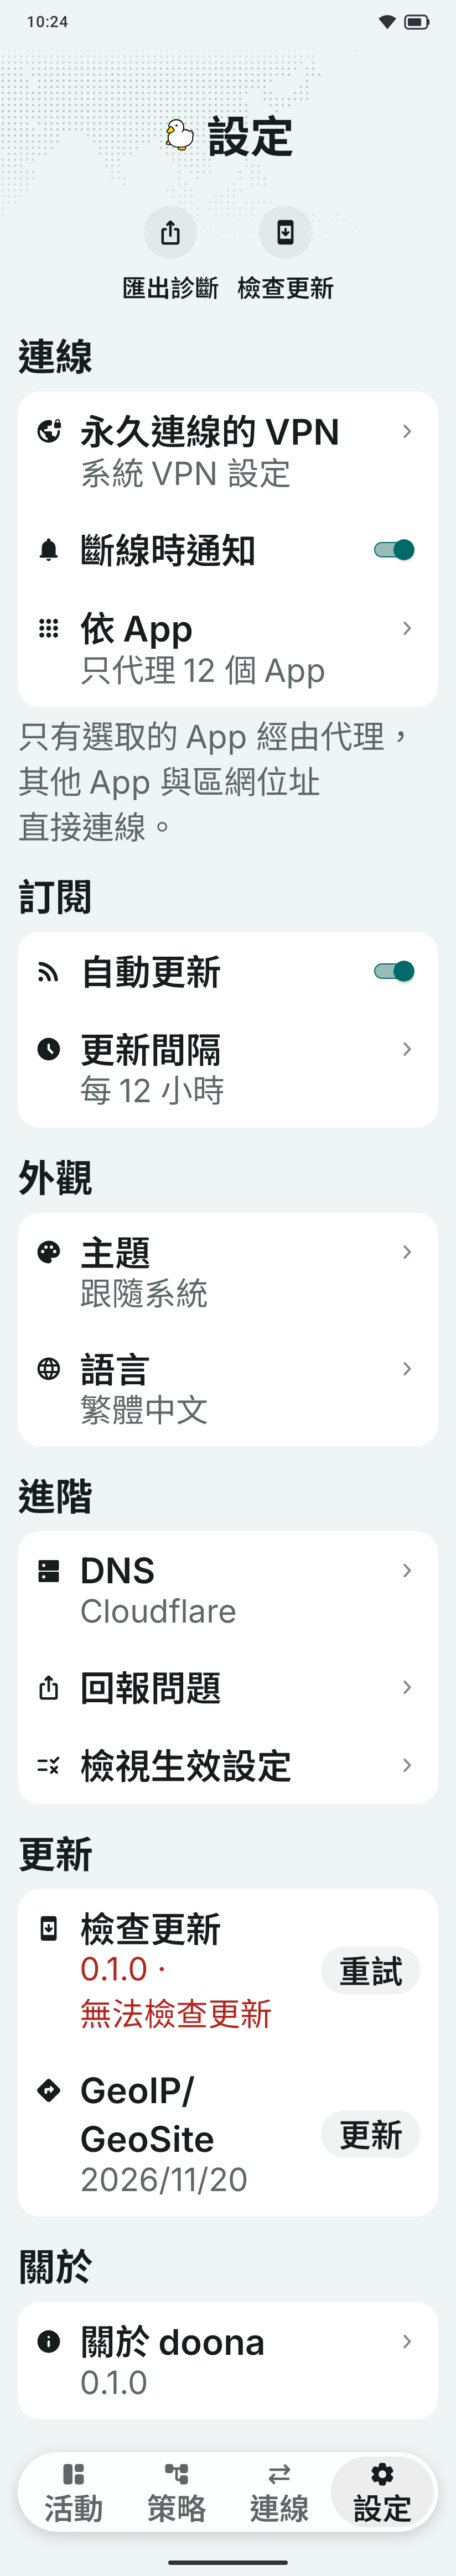 10:24
設定
匯出診斷 檢查更新
連線
永久連線的 VPN
系統 VPN 設定
斷線時通知
依 App
只代理 12 個 App
只有選取的 App 經由代理，
其他 App 與區網位址
直接連線。
訂閱
自動更新
更新間隔
每 12 小時
外觀
主題
跟隨系統
語言
繁體中文
進階
DNS
Cloudflare
回報問題
檢視生效設定
更新
檢查更新
0.1.0 ·
無法檢查更新
重試
GeoIP/
GeoSite
2026/11/20
更新
關於
關於 doona
0.1.0
活動 策略 連線 設定